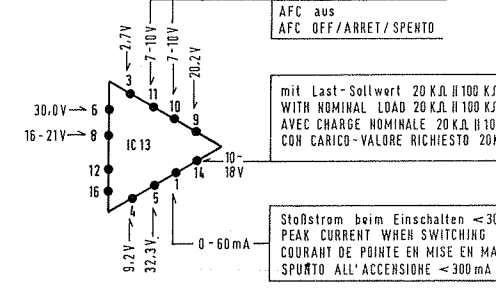 AFC aus
AFC OFF/ARRET/SPENTO
2,7V
7-10V
7-10V
20,2V
3
11
10
9
30,0V
6
16-21V
8
IC 13
12
16
4
5
1
14
10-
18V
mit Last-Sollwert 20 KΩ || 100 K
WITH NOMINAL LOAD 20 KΩ || 100 K
AVEC CHARGE NOMINALE 20 KΩ || 10
CON CARICO-VALORE RICHIESTO 20K
9,2V
32,3V
0-60mA
Stoßstrom beim Einschalten <30
PEAK CURRENT WHEN SWITCHING
COURANT DE POINTE EN MISE EN MA
SPUNTO ALL'ACCENSIONE <300 mA